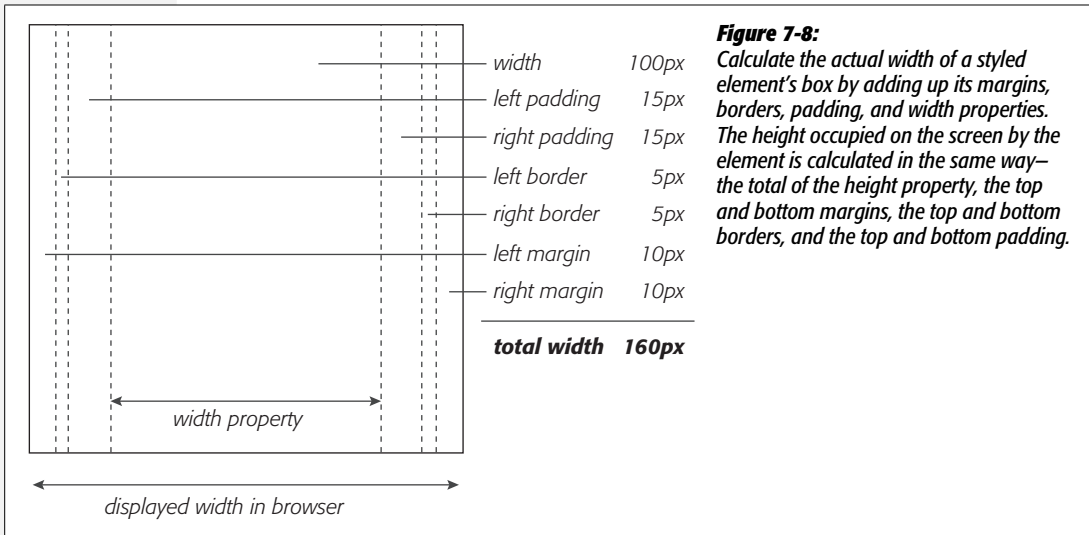 width 100px
left padding 15px
right padding 15px
left border 5px
right border 5px
left margin 10px
right margin 10px
total width 160px
width property
displayed width in browser
Figure 7-8:
Calculate the actual width of a styled
element's box by adding up its margins,
borders, padding, and width properties.
The height occupied on the screen by the
element is calculated in the same way—
the total of the height property, the top
and bottom margins, the top and bottom
borders, and the top and bottom padding.